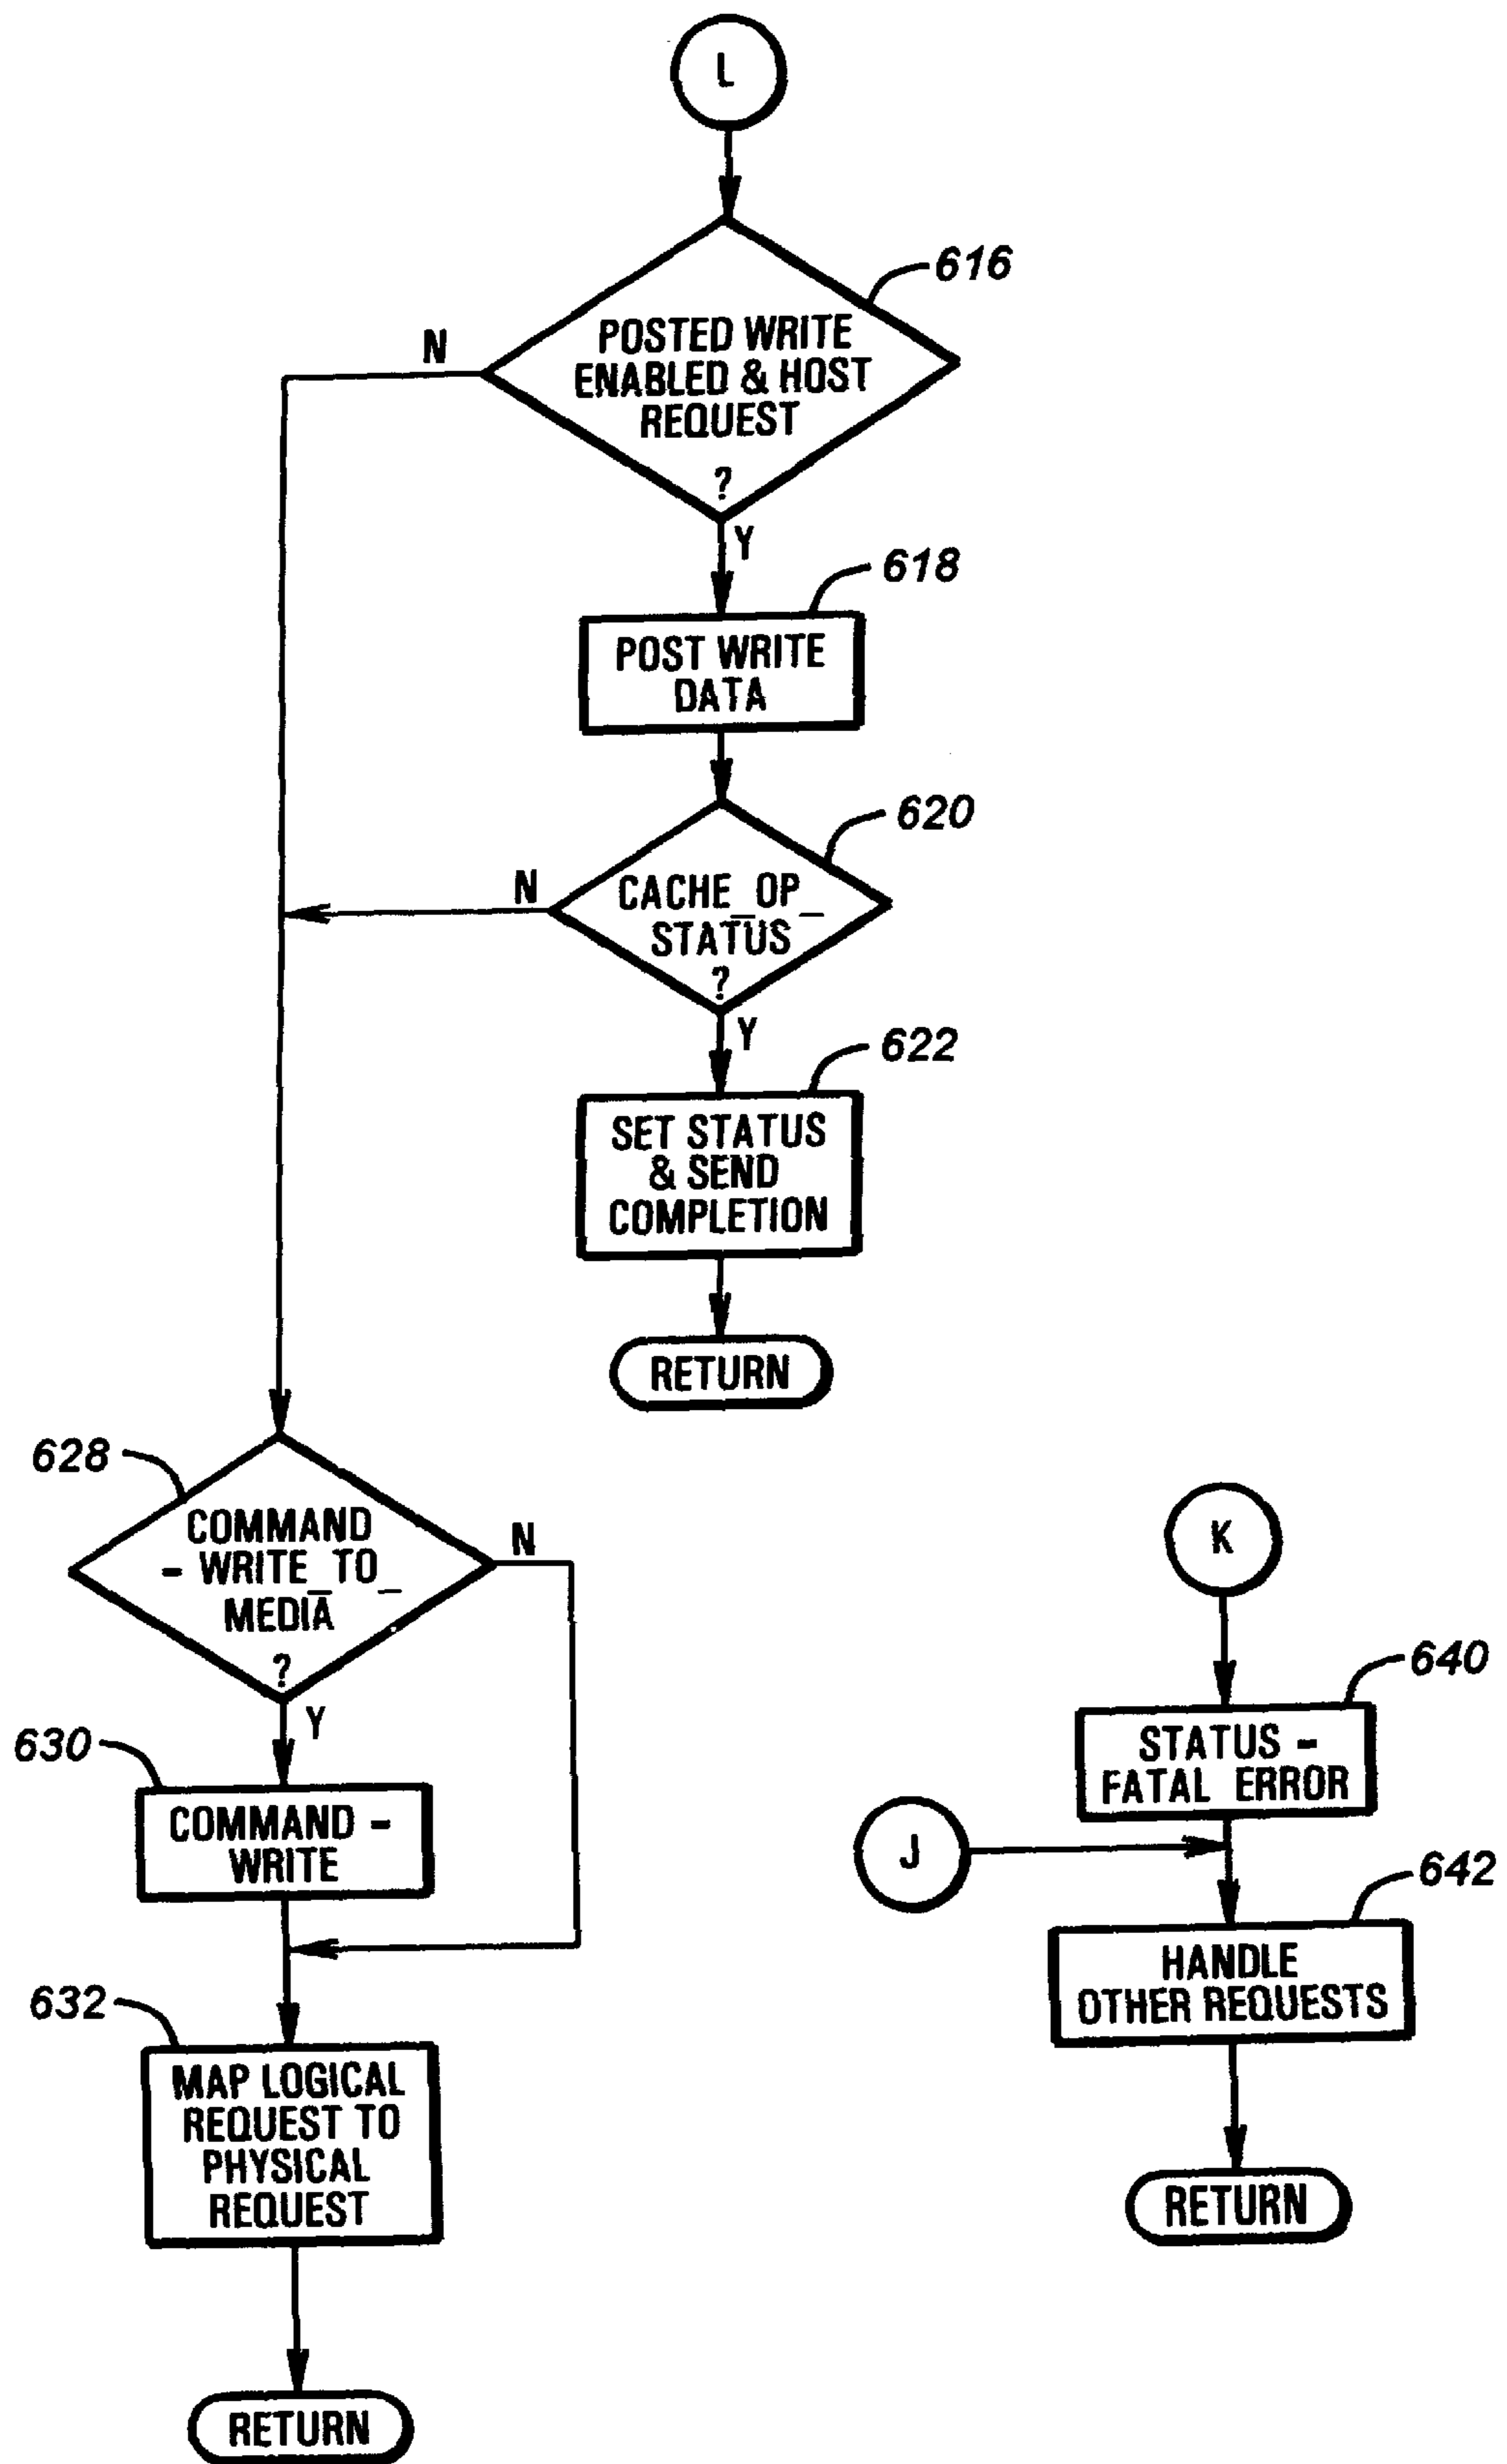 L
616
POSTED WRITE
ENABLED & HOST
REQUEST
?
N
Y
618
POST WRITE
DATA
620
CACHE_OP_
STATUS
?
N
Y
622
SET STATUS
& SEND
COMPLETION
RETURN
628
COMMAND
= WRITE_TO_
MEDIA
?
N
Y
630
COMMAND =
WRITE
632
MAP LOGICAL
REQUEST TO
PHYSICAL
REQUEST
RETURN
K
640
STATUS =
FATAL ERROR
J
642
HANDLE
OTHER REQUESTS
RETURN